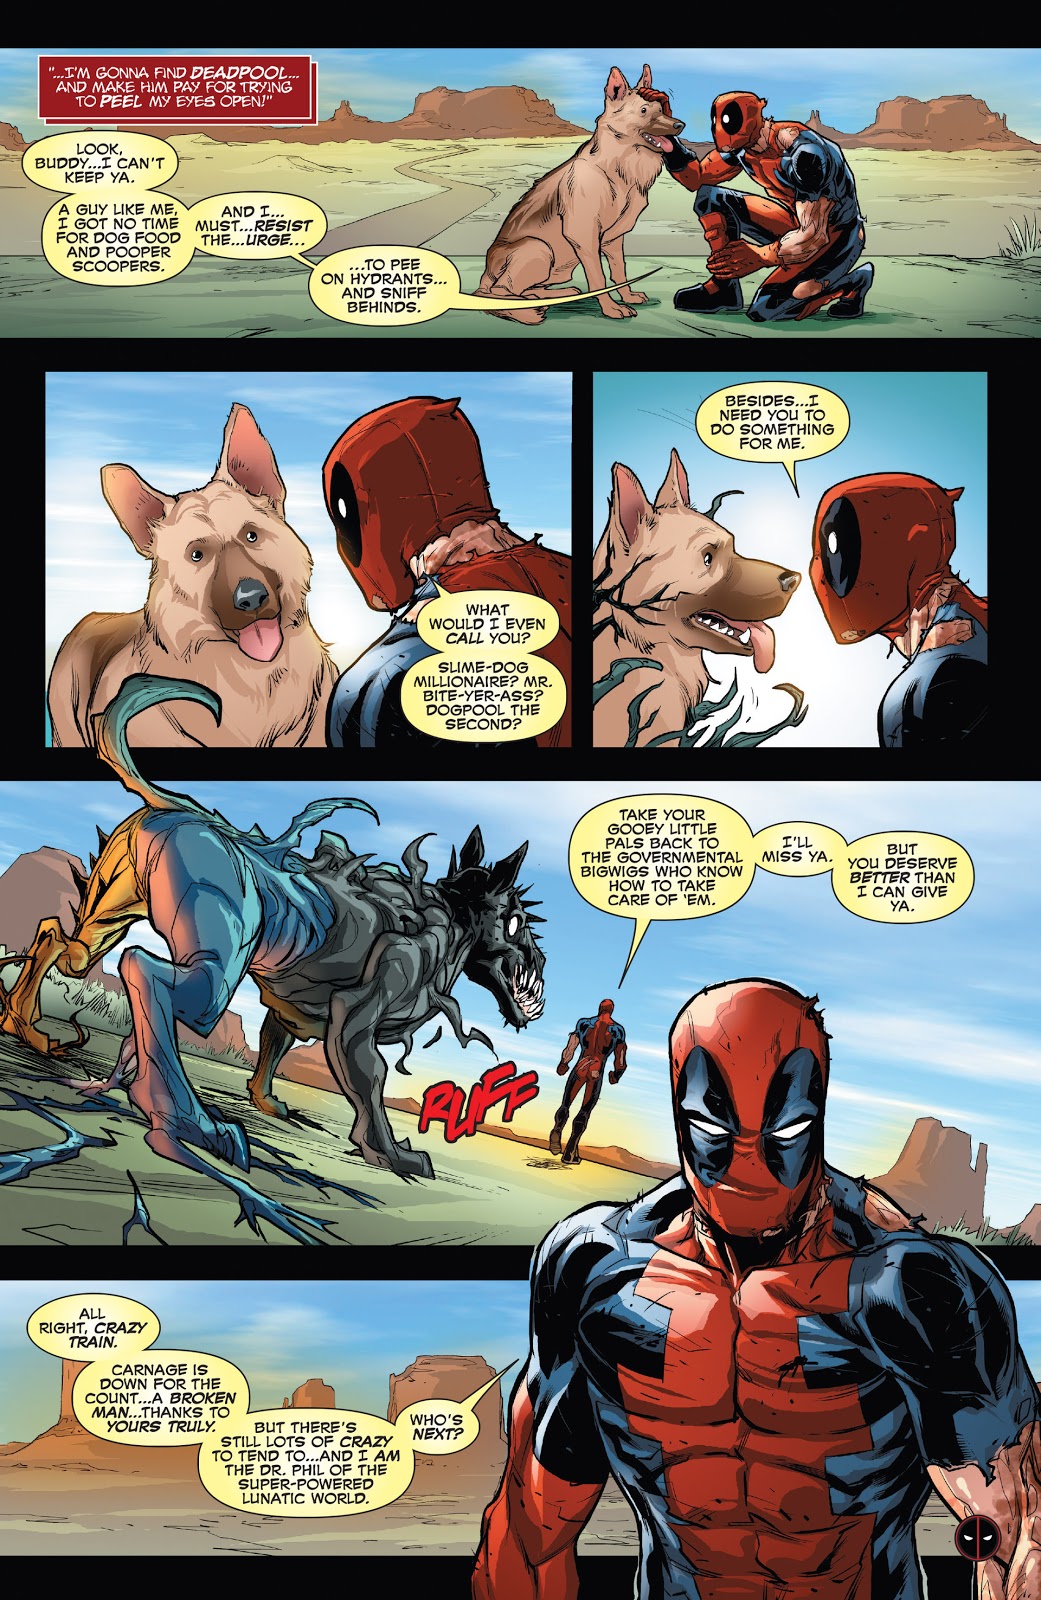 "...I'M GONNA FIND DEADPOOL...
AND MAKE HIM PAY FOR TRYING
TO PEEL MY EYES OPEN!"
LOOK,
BUDDY...I CAN'T
KEEP YA.
A GUY LIKE ME,
I GOT NO TIME
FOR DOG FOOD
AND POOPER
SCOOPERS.
AND I...
MUST...RESIST
THE...URGE...
...TO PEE
ON HYDRANTS...
AND SNIFF
BEHINDS.
WHAT
WOULD I EVEN
CALL YOU?
SLIME-DOG
MILLIONAIRE? MR.
BITE-YER-ASS?
DOGPOOL THE
SECOND?
BESIDES...I
NEED YOU TO
DO SOMETHING
FOR ME.
TAKE YOUR
GOOEY LITTLE
PALS BACK TO
THE GOVERNMENTAL
BIGWIGS WHO KNOW
HOW TO TAKE
CARE OF 'EM.
I'LL
MISS YA.
BUT
YOU DESERVE
BETTER THAN
I CAN GIVE
YA.
RUFF
ALL
RIGHT, CRAZY
TRAIN.
CARNAGE IS
DOWN FOR THE
COUNT...A BROKEN
MAN...THANKS TO
YOURS TRULY.
BUT THERE'S
STILL LOTS OF CRAZY
TO TEND TO...AND I AM
THE DR. PHIL OF THE
SUPER-POWERED
LUNATIC WORLD.
WHO'S
NEXT?